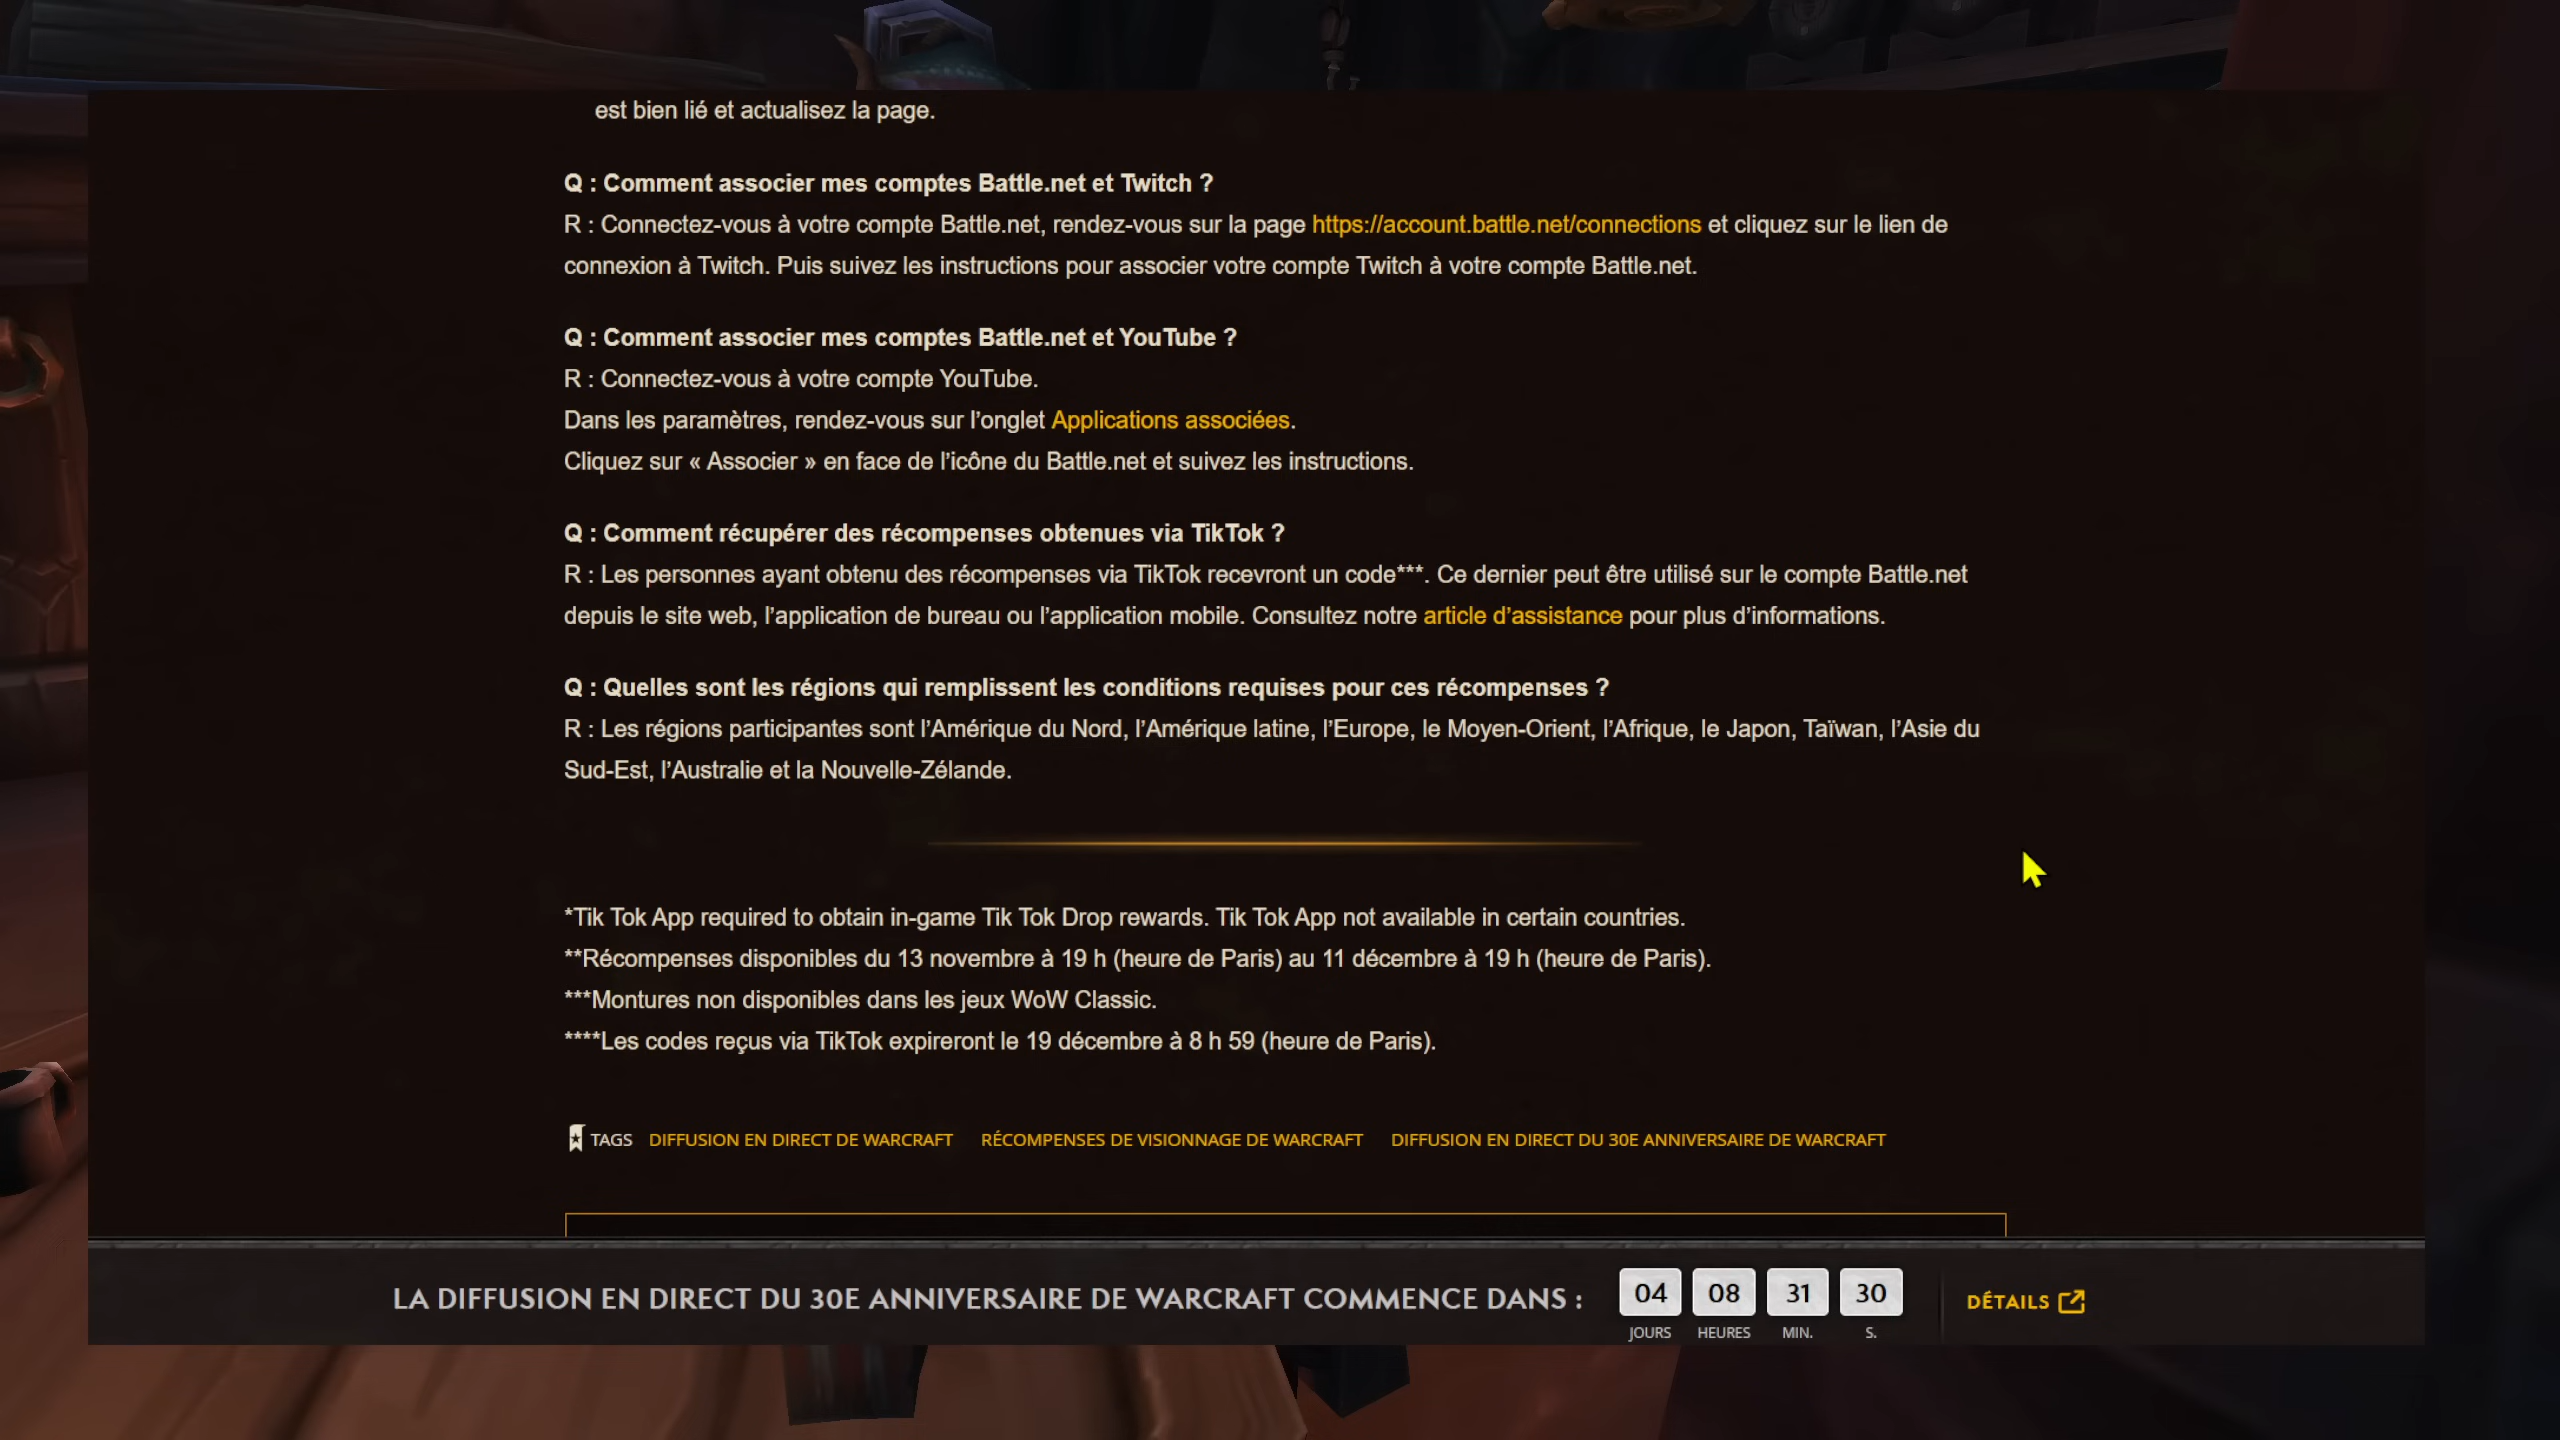 est bien lié et actualisez la page.
Q : Comment associer mes comptes Battle.net et Twitch ?
R : Connectez-vous à votre compte Battle.net, rendez-vous sur la page https://account.battle.net/connections et cliquez sur le lien de
connexion à Twitch. Puis suivez les instructions pour associer votre compte Twitch à votre compte Battle.net.
Q : Comment associer mes comptes Battle.net et YouTube ?
R : Connectez-vous à votre compte YouTube.
Dans les paramètres, rendez-vous sur l’onglet Applications associées.
Cliquez sur « Associer » en face de l’icône du Battle.net et suivez les instructions.
Q : Comment récupérer des récompenses obtenues via TikTok ?
R : Les personnes ayant obtenu des récompenses via TikTok recevront un code***. Ce dernier peut être utilisé sur le compte Battle.net
depuis le site web, l’application de bureau ou l’application mobile. Consultez notre article d’assistance pour plus d’informations.
Q : Quelles sont les régions qui remplissent les conditions requises pour ces récompenses ?
R : Les régions participantes sont l’Amérique du Nord, l’Amérique latine, l’Europe, le Moyen-Orient, l’Afrique, le Japon, Taïwan, l’Asie du
Sud-Est, l’Australie et la Nouvelle-Zélande.
*Tik Tok App required to obtain in-game Tik Tok Drop rewards. Tik Tok App not available in certain countries.
**Récompenses disponibles du 13 novembre à 19 h (heure de Paris) au 11 décembre à 19 h (heure de Paris).
***Montures non disponibles dans les jeux WoW Classic.
****Les codes reçus via TikTok expireront le 19 décembre à 8 h 59 (heure de Paris).
TAGS DIFFUSION EN DIRECT DE WARCRAFT RÉCOMPENSES DE VISIONNAGE DE WARCRAFT DIFFUSION EN DIRECT DU 30E ANNIVERSAIRE DE WARCRAFT
LA DIFFUSION EN DIRECT DU 30E ANNIVERSAIRE DE WARCRAFT COMMENCE DANS : 04 08 31 30 DÉTAILS
JOURS HEURES MIN. S.